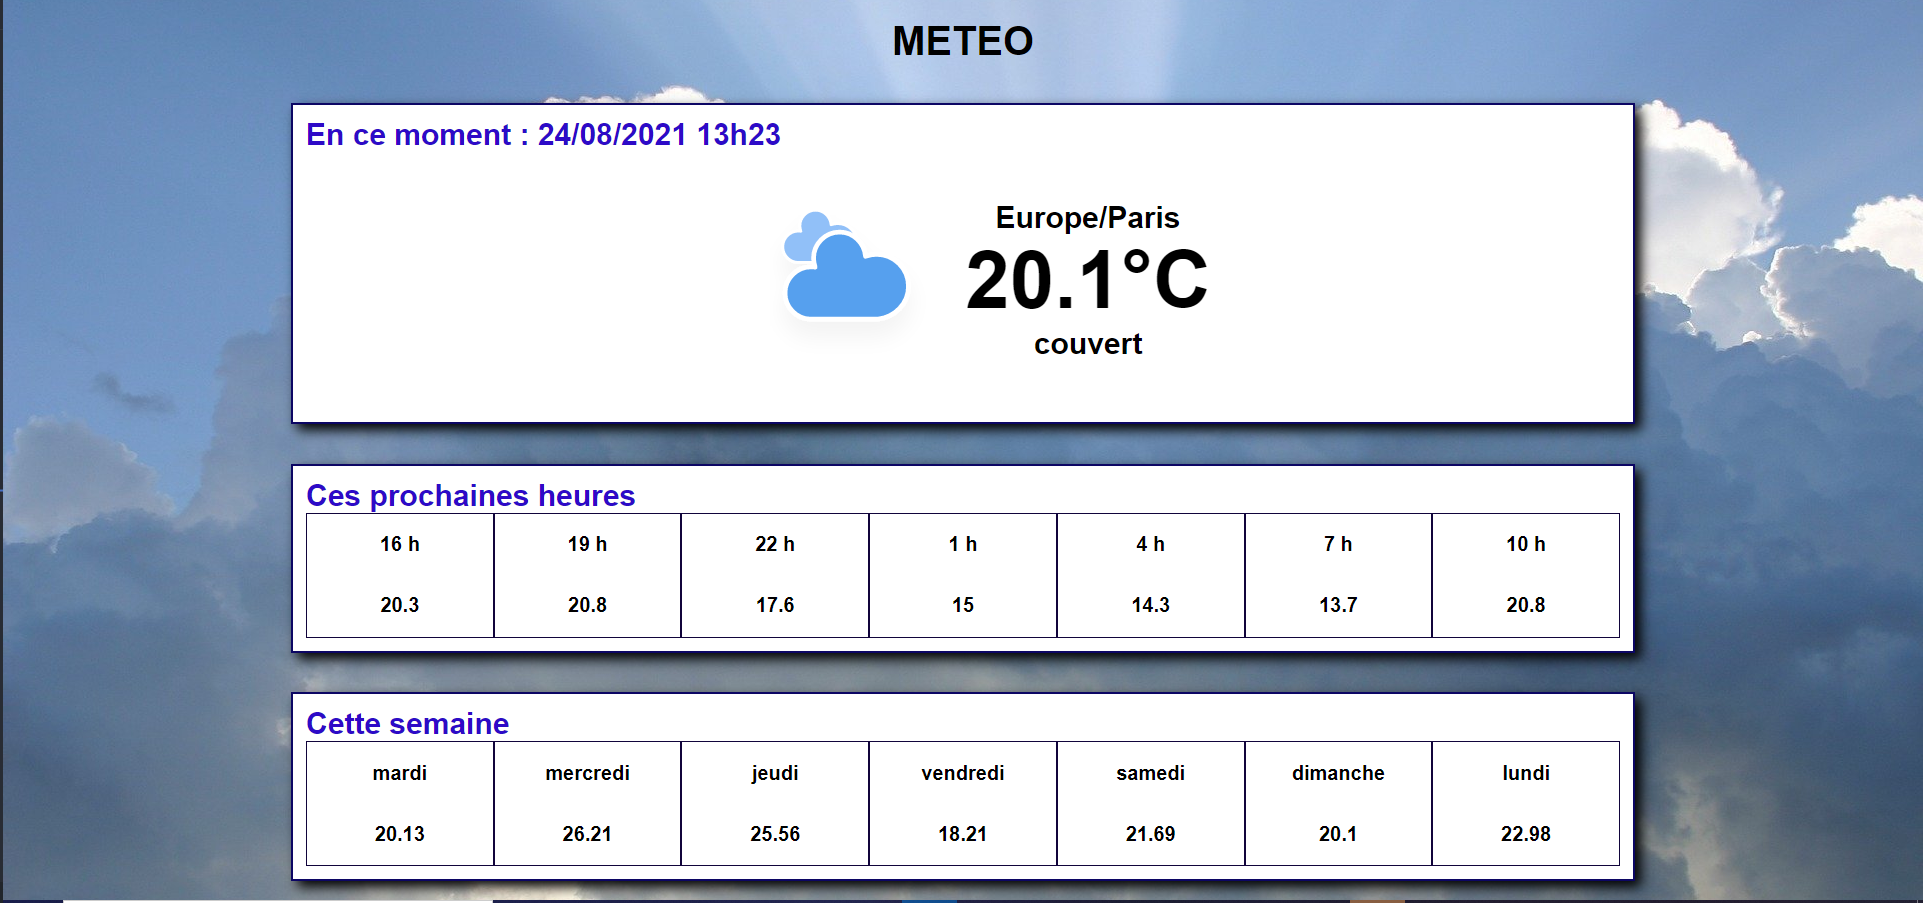 METEO
En ce moment : 24/08/2021 13h23
Europe/Paris
20.1°C
couvert
Ces prochaines heures
16 h 19 h 22 h 1 h 4 h 7 h 10 h
20.3 20.8 17.6 15 14.3 13.7 20.8
Cette semaine
mardi mercredi jeudi vendredi samedi dimanche lundi
20.13 26.21 25.56 18.21 21.69 20.1 22.98